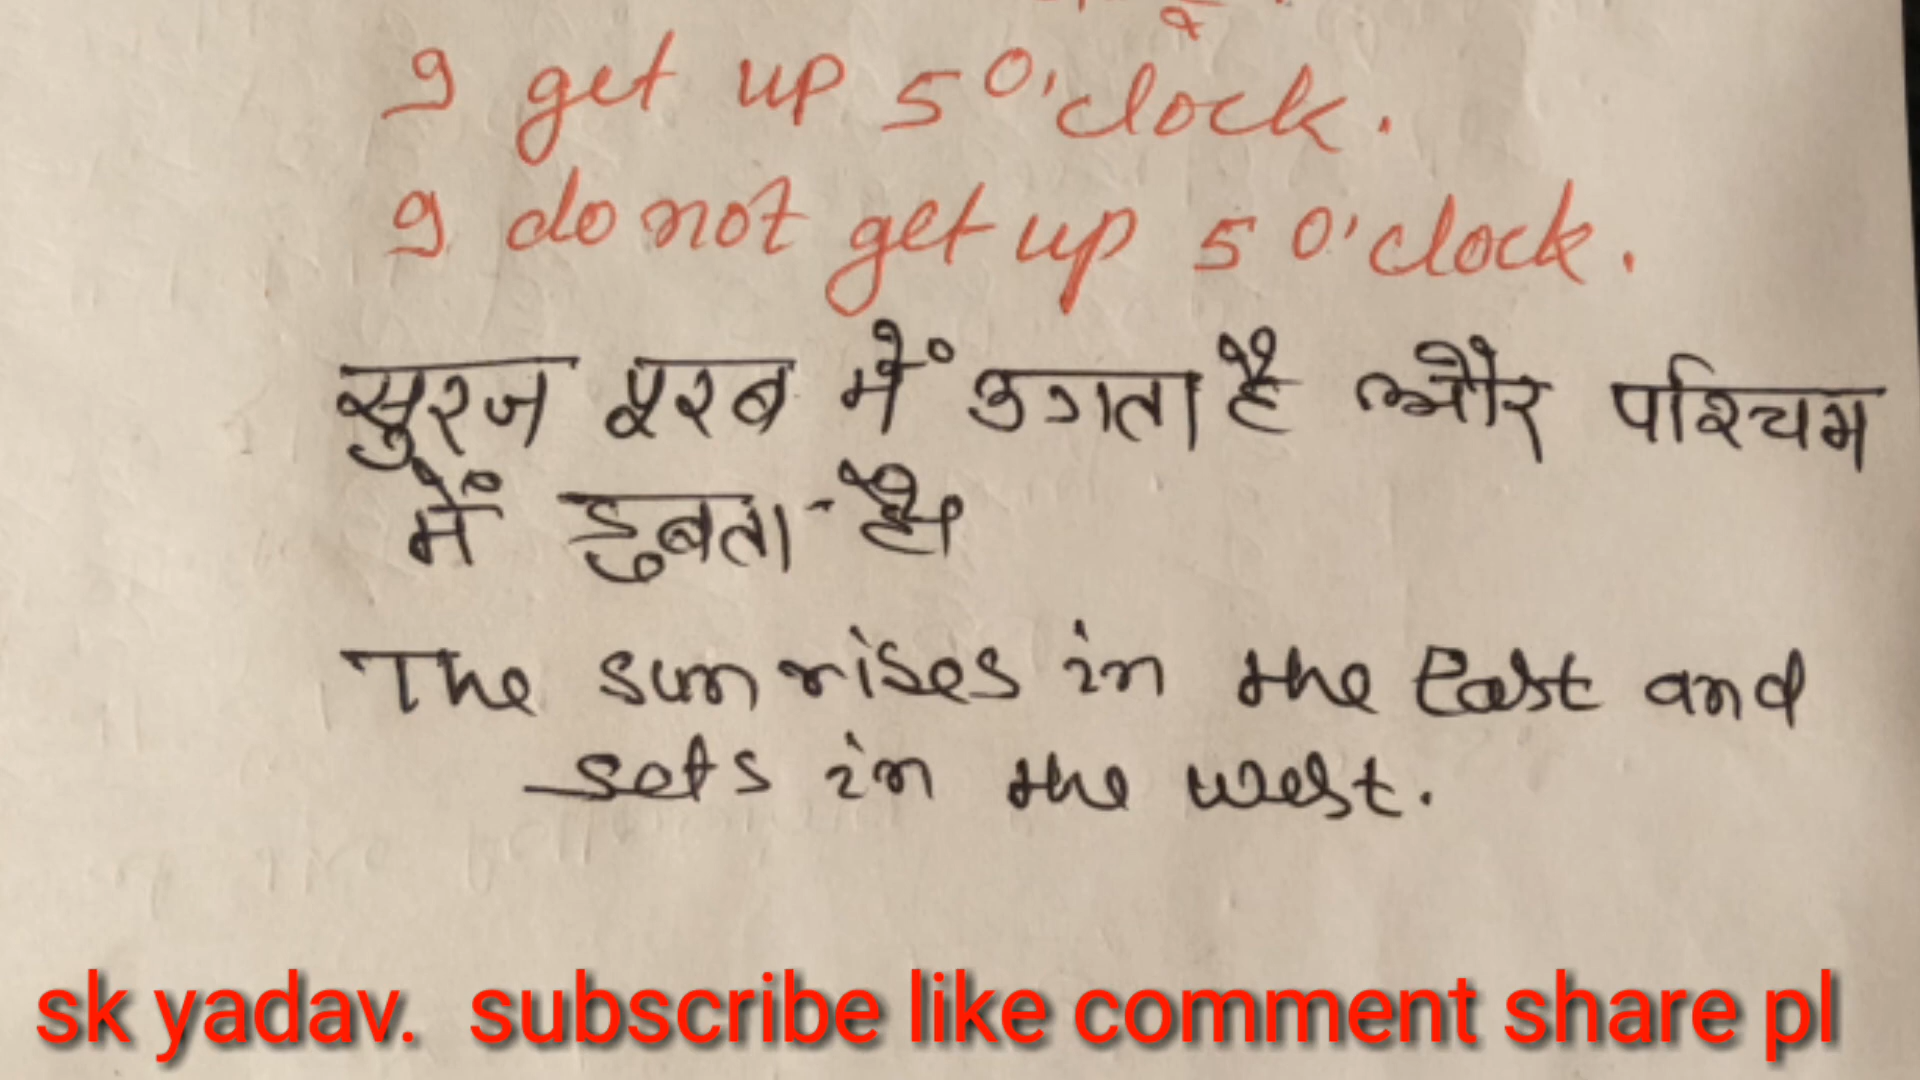 I get up 5 O'clock.
I do not get up 5 O'clock.
सुरज पूरब में उगता है और पश्चिम
में डुबता है।
The sun rises in the East and
sets in the west.
sk yadav. subscribe like comment share pl